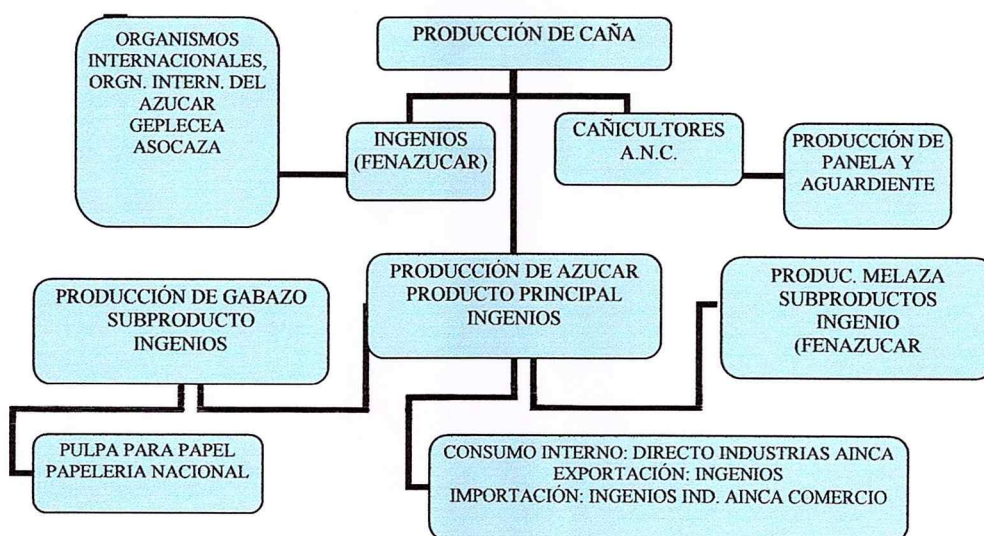 ORGANISMOS
INTERNACIONALES,
ORGN. INTERN. DEL
AZUCAR
GEPLECEA
ASOCAZA
PRODUCCIÓN DE CAÑA
INGENIOS
(FENAZUCAR)
CAÑICULTORES
A.N.C.
PRODUCCIÓN DE
PANELA Y
AGUARDIENTE
PRODUCCIÓN DE GABAZO
SUBPRODUCTO
INGENIOS
PRODUCCIÓN DE AZUCAR
PRODUCTO PRINCIPAL
INGENIOS
PRODUC. MELAZA
SUBPRODUCTOS
INGENIO
(FENAZUCAR
PULPA PARA PAPEL
PAPELERIA NACIONAL
CONSUMO INTERNO: DIRECTO INDUSTRIAS AINCA
EXPORTACIÓN: INGENIOS
IMPORTACIÓN: INGENIOS IND. AINCA COMERCIO